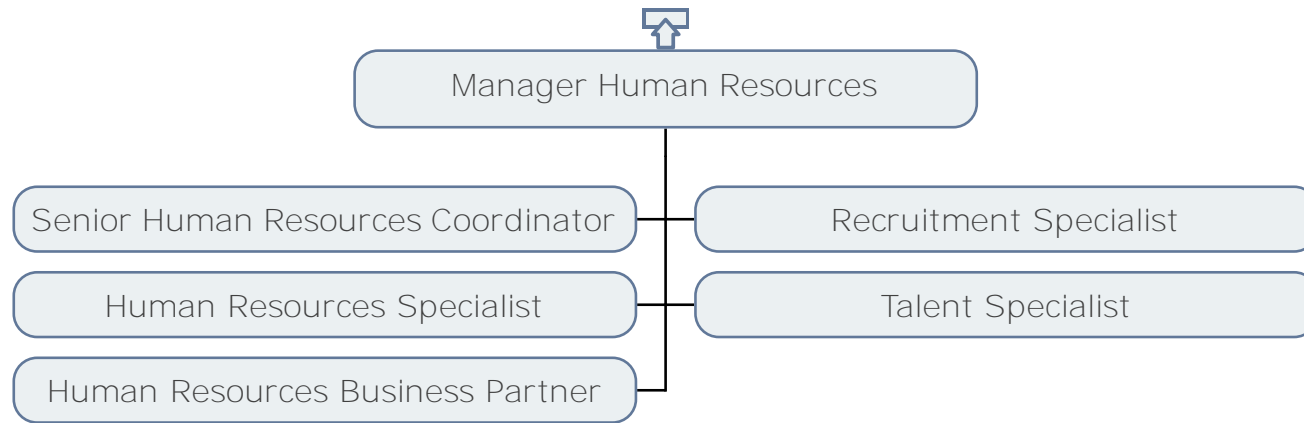 Manager Human Resources
Senior Human Resources Coordinator
Recruitment Specialist
Human Resources Specialist
Talent Specialist
Human Resources Business Partner